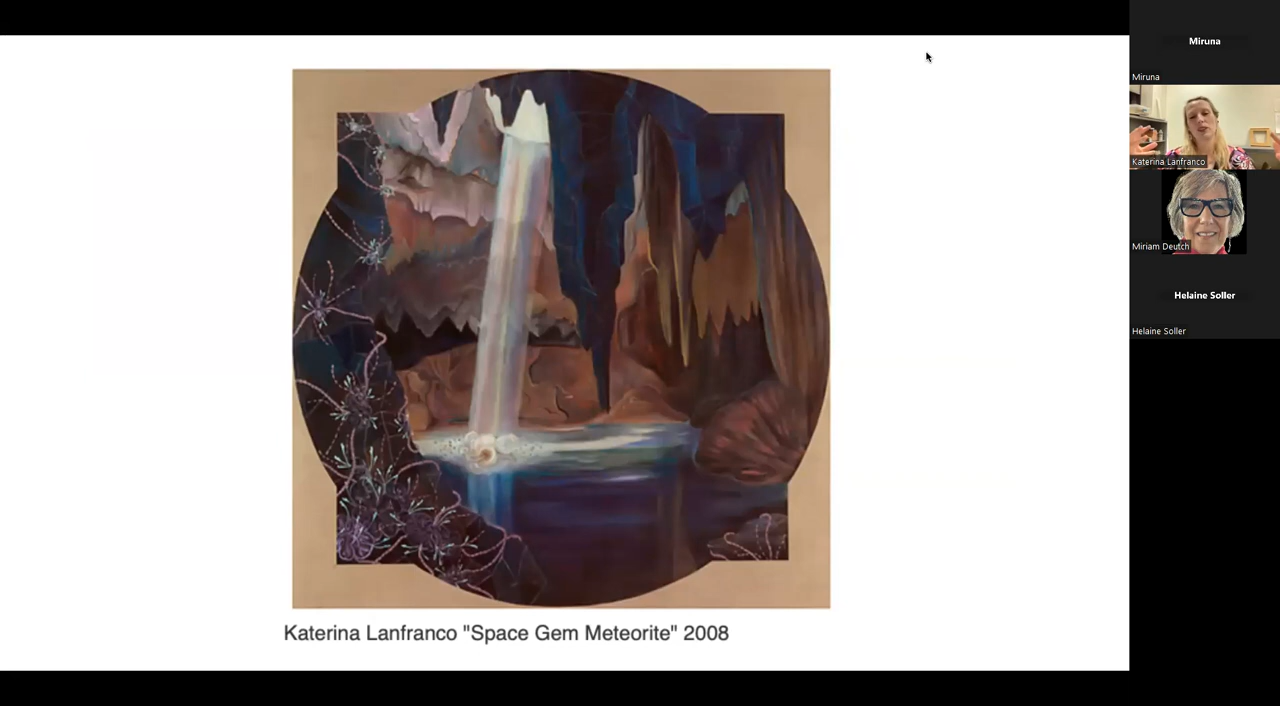 Miruna
Miruna
Katerina Lanfranco
Miriam Deutch
Helaine Soller
Helaine Soller
Katerina Lanfranco "Space Gem Meteorite" 2008